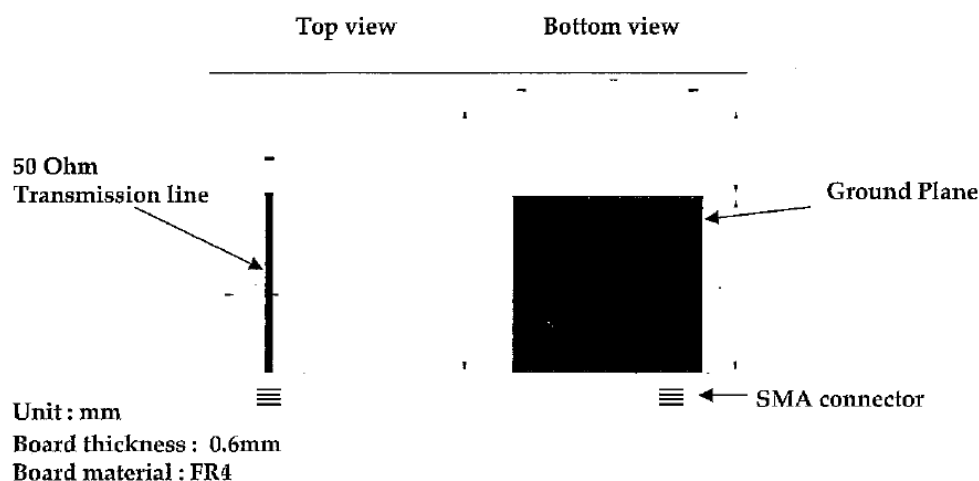 Top view
Bottom view
50 Ohm
Transmission line
Ground Plane
SMA connector
Unit : mm
Board thickness : 0.6mm
Board material : FR4